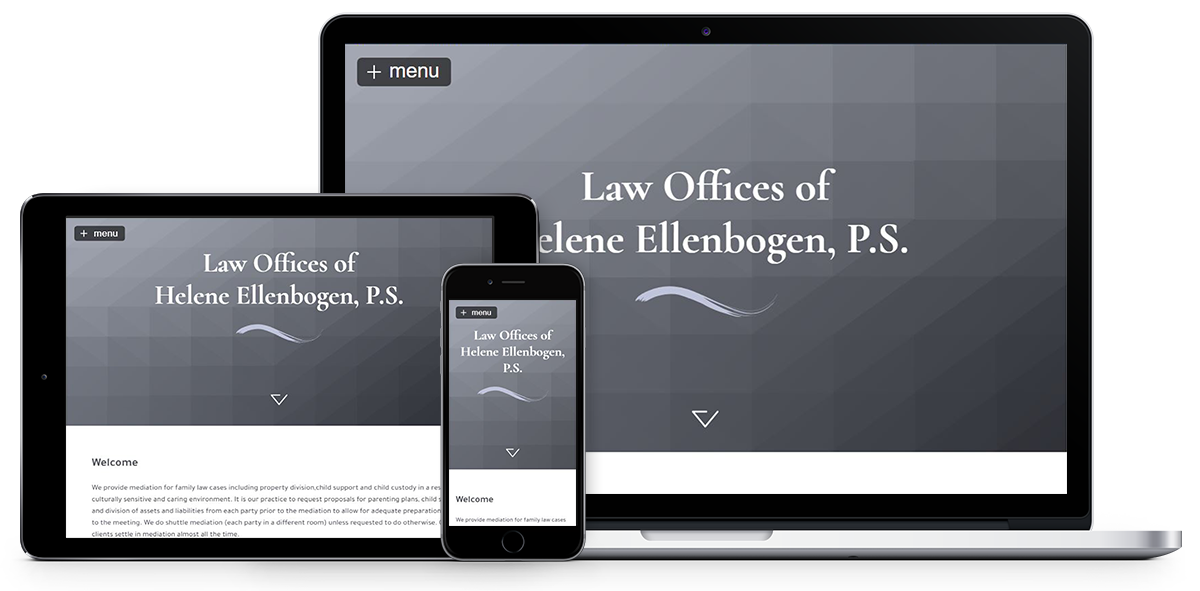 + menu
Law Offices of
elene Ellenbogen, P.S.
+ menu
Law Offices of
Helene Ellenbogen, P.S.
Welcome
We provide mediation for family law cases including property division,child support and child custody in a res
culturally sensitive and caring environment. It is our practice to request proposals for parenting plans, child s
and division of assets and liabilities from each party prior to the mediation to allow for adequate preparation
to the meeting. We do shuttle mediation (each party in a different room) unless requested to do otherwise.
clients settle in mediation almost all the time.
+ menu
Law Offices of
Helene Ellenbogen,
P.S.
Welcome
We provide mediation for family law cases